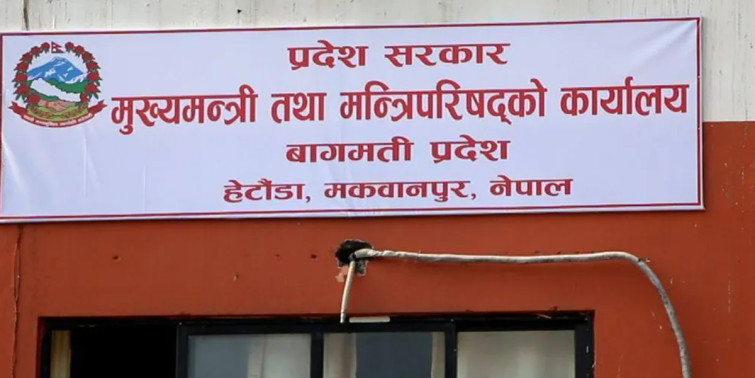 प्रदेश सरकार
मुख्यमन्त्री तथा मन्त्रिपरिषद्को कार्यालय
बागमती प्रदेश
हेटौंडा, मकवानपुर, नेपाल